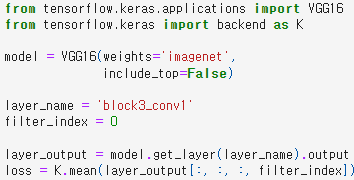 from tensorflow.keras.applications import VGG16
from tensorflow.keras import backend as K
model = VGG16(weights='imagenet',
include_top=False)
layer_name = 'block3_conv1'
filter_index = 0
layer_output = model.get_layer(layer_name).output
loss = K.mean(layer_output[:, :, :, filter_index])